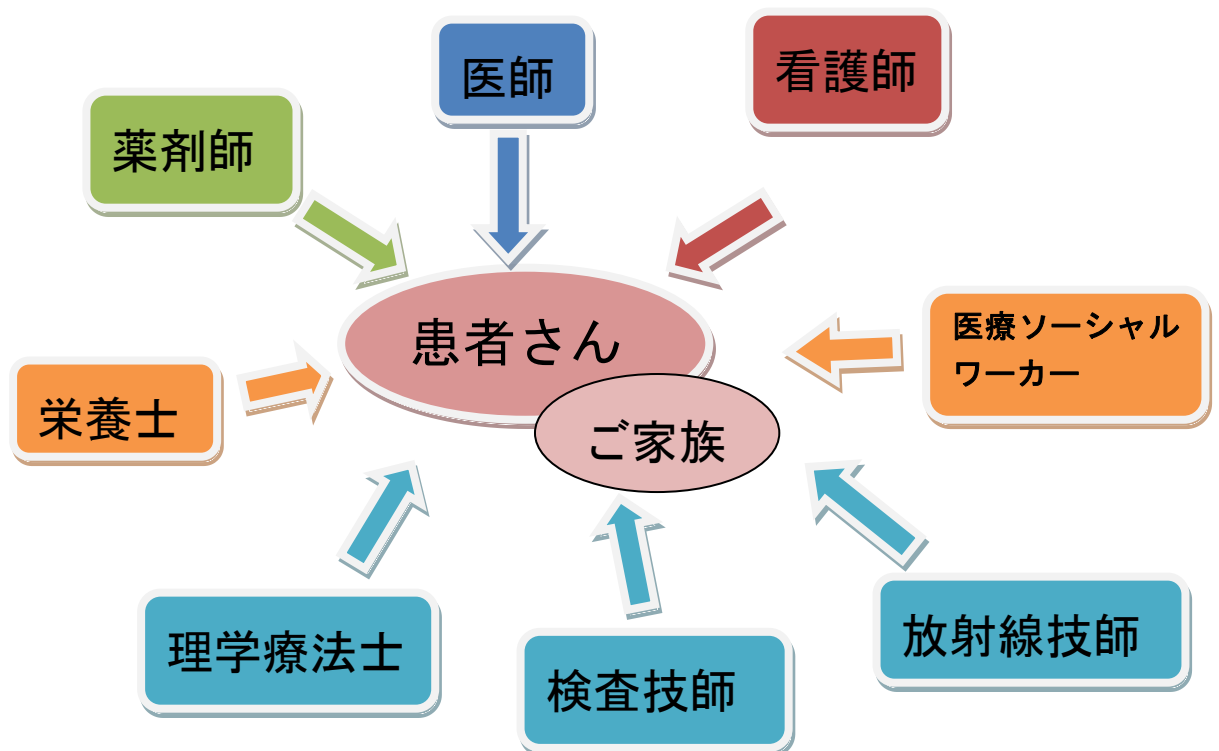 医師
看護師
薬剤師
患者さん
医療ソーシャル
ワーカー
栄養士
ご家族
理学療法士
検査技師
放射線技師